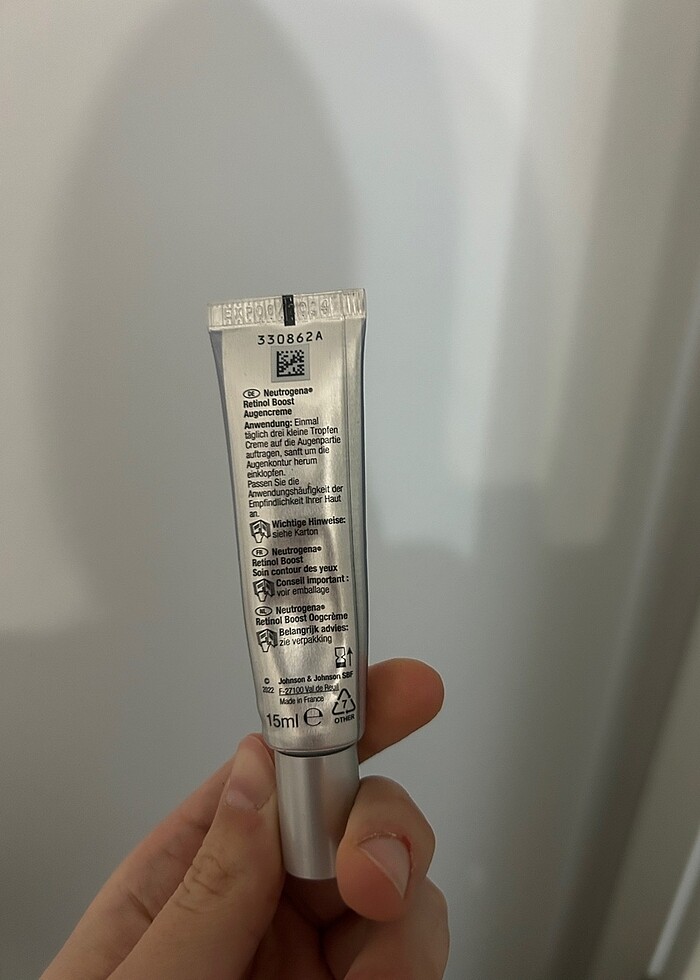 330862A
DE Neutrogena®
Retinol Boost
Augencreme
Anwendung: Einmal
täglich drei kleine Tropfen
Creme auf die Augenpartie
auftragen, sanft um die
Augenkontur herum
einklopfen.
Passen Sie die
Anwendungshäufigkeit der
Empfindlichkeit Ihrer Haut
an.
Wichtige Hinweise:
siehe Karton
FR Neutrogena®
Retinol Boost
Soin contour des yeux
Conseil important :
voir emballage
NL Neutrogena®
Retinol Boost Oogcrème
Belangrijk advies:
zie verpakking
© Johnson & Johnson SBF
2022 F-27100 Val de Reuil
Made in France
7
15ml e OTHER